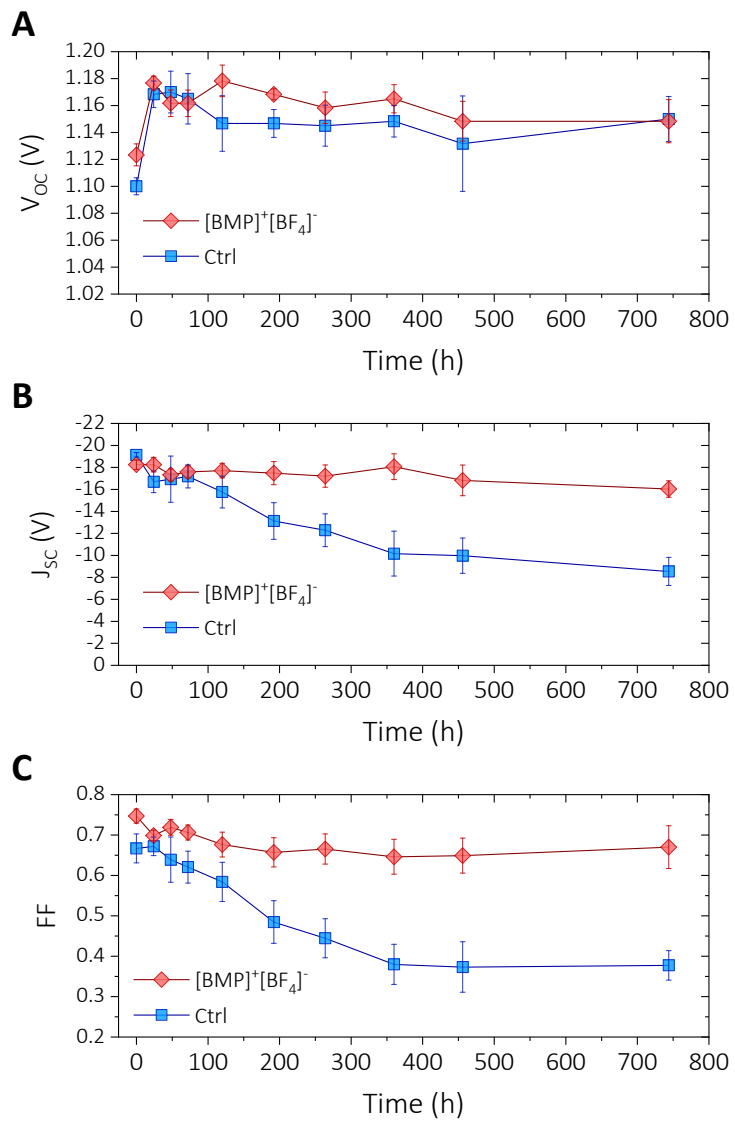 A
1.20
1.18
1.16
1.14
1.12
1.10
1.08
1.06
1.04
1.02
V_OC (V)
[BMP]⁺[BF₄]⁻
Ctrl
0 100 200 300 400 500 600 700 800
Time (h)
B
-22
-20
-18
-16
-12
-10
-8
-6
-4
-2
0
J_SC (V)
[BMP]⁺[BF₄]⁻
Ctrl
0 100 200 300 400 500 600 700 800
Time (h)
C
0.8
0.7
0.6
0.5
0.4
0.3
0.2
FF
[BMP]⁺[BF₄]⁻
Ctrl
0 100 200 300 400 500 600 700 800
Time (h)